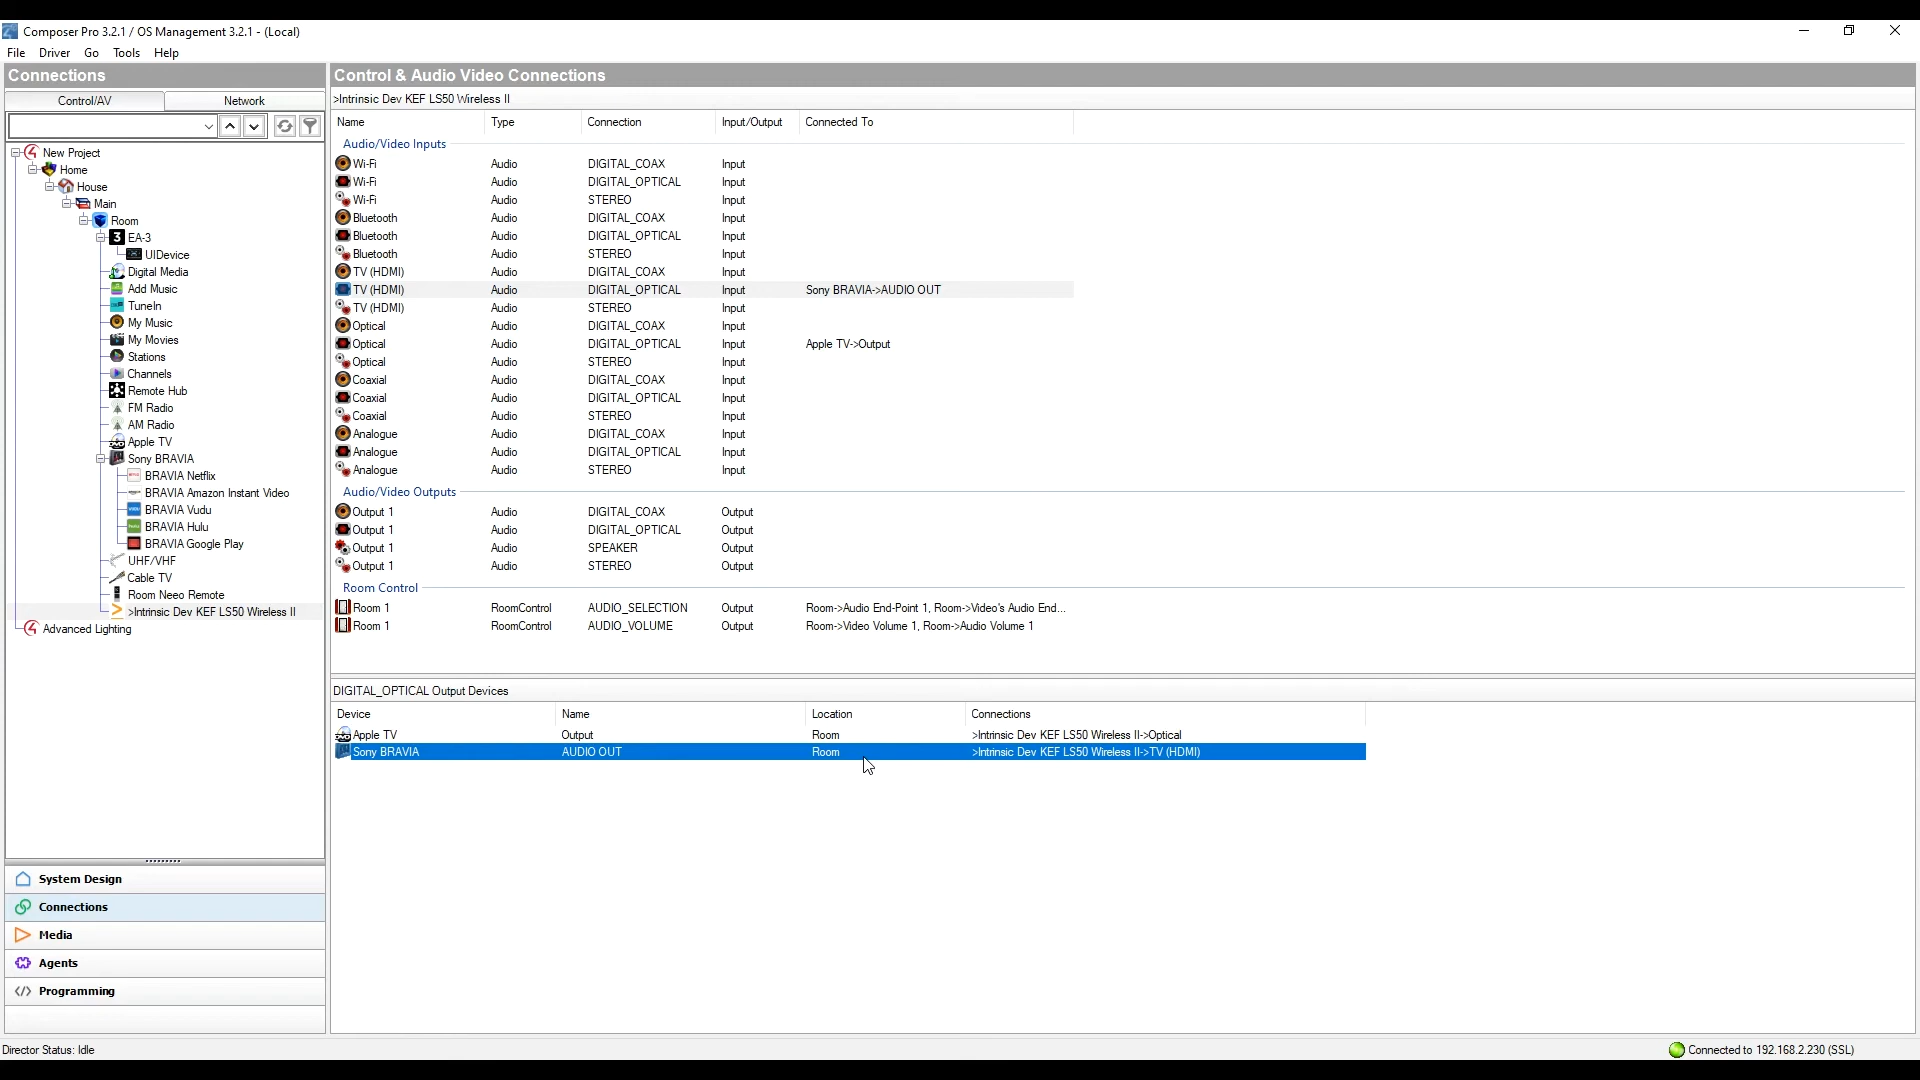 Composer Pro 3.2.1 / OS Management 3.2.1 - (Local)
File Driver Go Tools Help
Connections
Control/AV Network
New Project
Home
House
Main
Room
EA-3
UIDevice
Digital Media
Add Music
TuneIn
My Music
My Movies
Stations
Channels
Remote Hub
FM Radio
AM Radio
Apple TV
Sony BRAVIA
BRAVIA Netflix
BRAVIA Amazon Instant Video
BRAVIA Vudu
BRAVIA Hulu
BRAVIA Google Play
UHF/VHF
Cable TV
Room Neeo Remote
>Intrinsic Dev KEF LS50 Wireless II
Advanced Lighting
System Design
Connections
Media
Agents
Programming
Control & Audio Video Connections
>Intrinsic Dev KEF LS50 Wireless II
Name Type Connection Input/Output Connected To
Audio/Video Inputs
Wi-Fi Audio DIGITAL_COAX Input
Wi-Fi Audio DIGITAL_OPTICAL Input
Wi-Fi Audio STEREO Input
Bluetooth Audio DIGITAL_COAX Input
Bluetooth Audio DIGITAL_OPTICAL Input
Bluetooth Audio STEREO Input
TV (HDMI) Audio DIGITAL_COAX Input
TV (HDMI) Audio DIGITAL_OPTICAL Input Sony BRAVIA->AUDIO OUT
TV (HDMI) Audio STEREO Input
Optical Audio DIGITAL_COAX Input
Optical Audio DIGITAL_OPTICAL Input Apple TV->Output
Optical Audio STEREO Input
Coaxial Audio DIGITAL_COAX Input
Coaxial Audio DIGITAL_OPTICAL Input
Coaxial Audio STEREO Input
Analogue Audio DIGITAL_COAX Input
Analogue Audio DIGITAL_OPTICAL Input
Analogue Audio STEREO Input
Audio/Video Outputs
Output 1 Audio DIGITAL_COAX Output
Output 1 Audio DIGITAL_OPTICAL Output
Output 1 Audio SPEAKER Output
Output 1 Audio STEREO Output
Room Control
Room 1 RoomControl AUDIO_SELECTION Output Room->Audio End-Point 1, Room->Video's Audio End...
Room 1 RoomControl AUDIO_VOLUME Output Room->Video Volume 1, Room->Audio Volume 1
DIGITAL_OPTICAL Output Devices
Device Name Location Connections
Apple TV Output Room >Intrinsic Dev KEF LS50 Wireless II->Optical
Sony BRAVIA AUDIO OUT Room >Intrinsic Dev KEF LS50 Wireless II->TV (HDMI)
Director Status: Idle Connected to 192.168.2.230 (SSL)